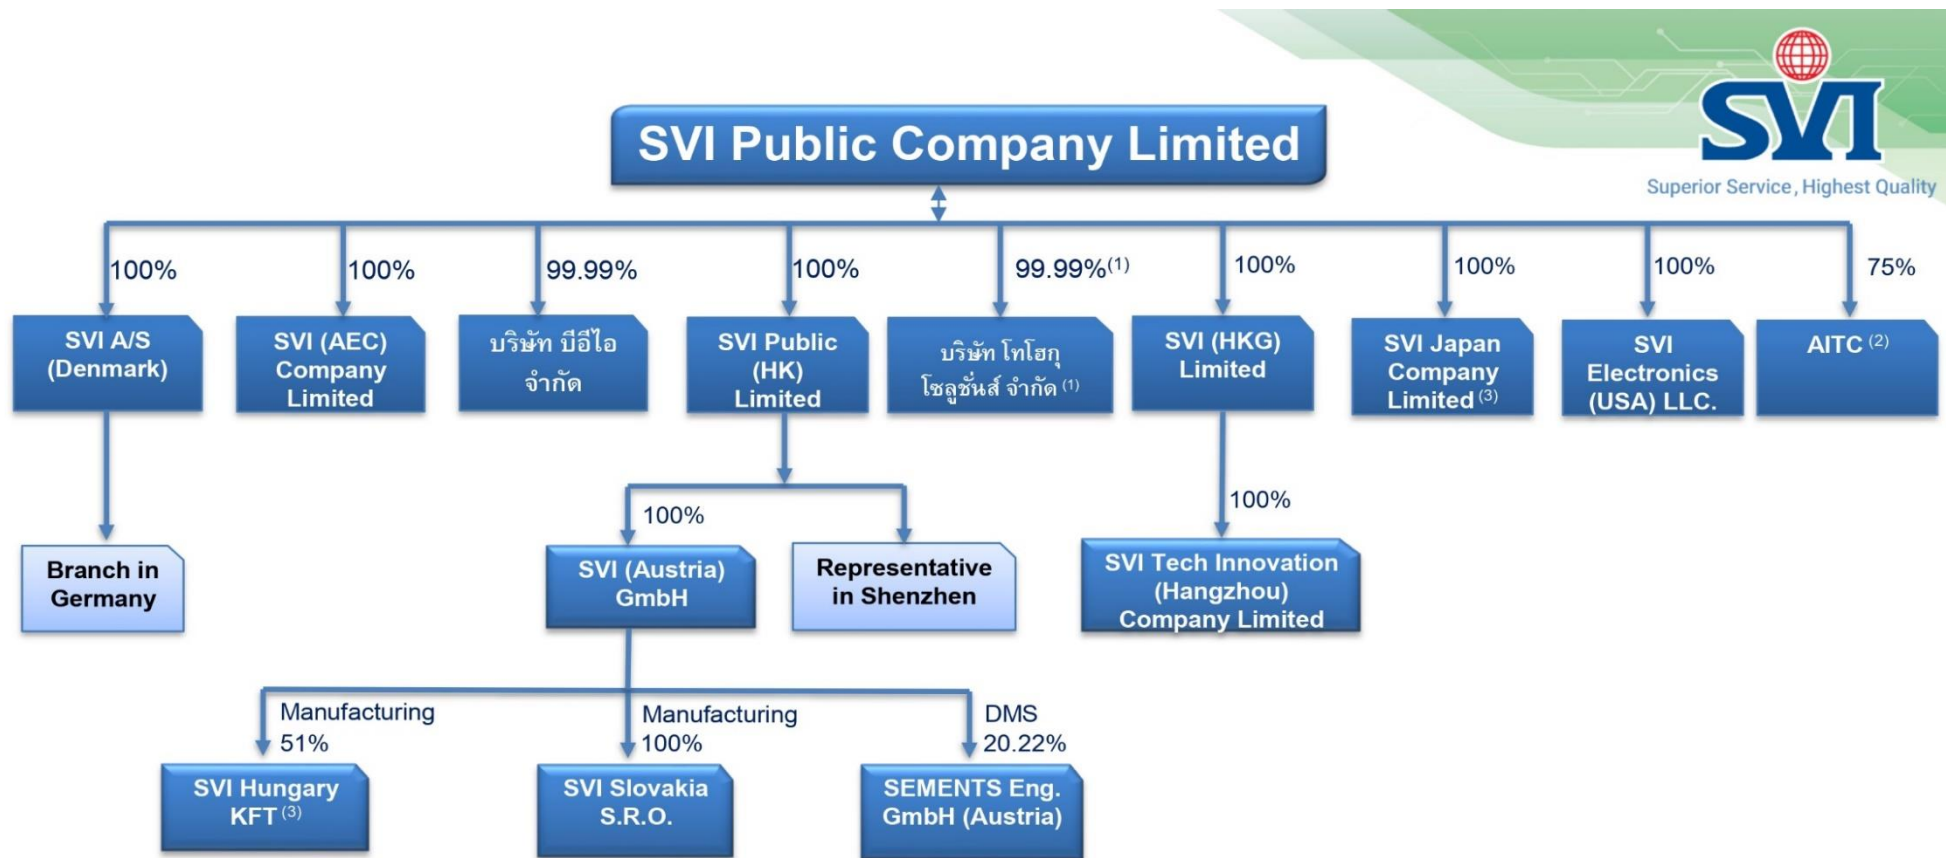 SVI
Superior Service, Highest Quality
SVI Public Company Limited
100%
100%
99.99%
100%
99.99%(1)
100%
100%
100%
75%
SVI A/S
(Denmark)
SVI (AEC)
Company
Limited
บริษัท บีอีไอ
จำกัด
SVI Public
(HK)
Limited
บริษัท โทโฮกุ
โซลูชั่นส์ จำกัด (1)
SVI (HKG)
Limited
SVI Japan
Company
Limited (3)
SVI
Electronics
(USA) LLC.
AITC (2)
100%
100%
Branch in
Germany
SVI (Austria)
GmbH
Representative
in Shenzhen
SVI Tech Innovation
(Hangzhou)
Company Limited
Manufacturing
51%
Manufacturing
100%
DMS
20.22%
SVI Hungary
KFT (3)
SVI Slovakia
S.R.O.
SEMENTS Eng.
GmbH (Austria)